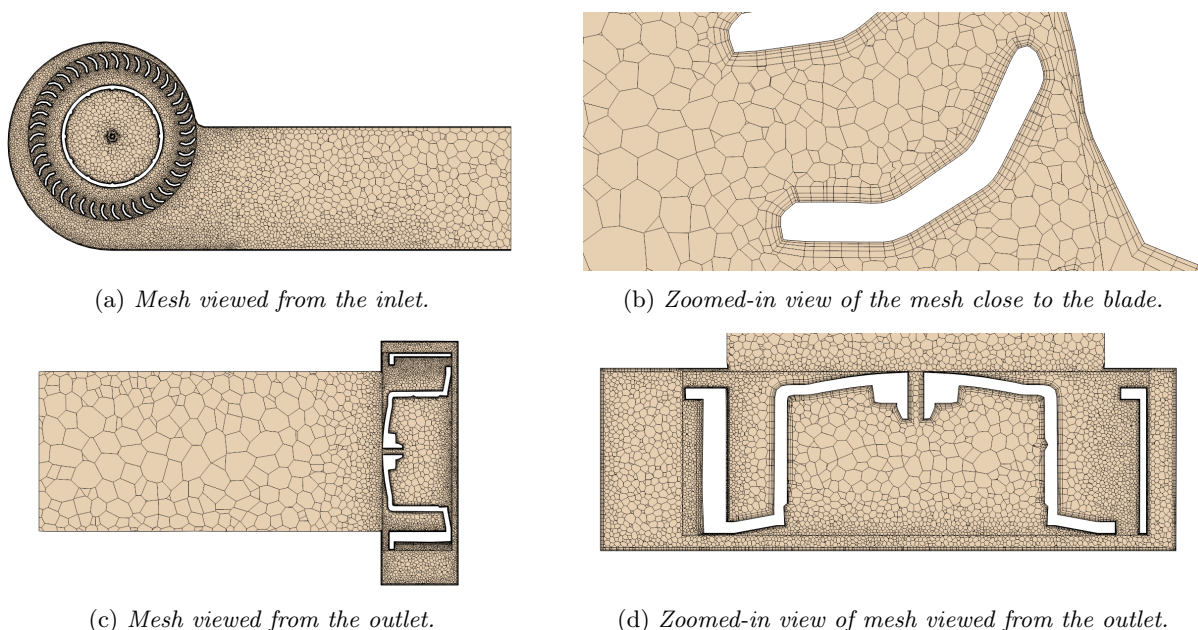 (a) Mesh viewed from the inlet.
(b) Zoomed-in view of the mesh close to the blade.
(c) Mesh viewed from the outlet.
(d) Zoomed-in view of mesh viewed from the outlet.